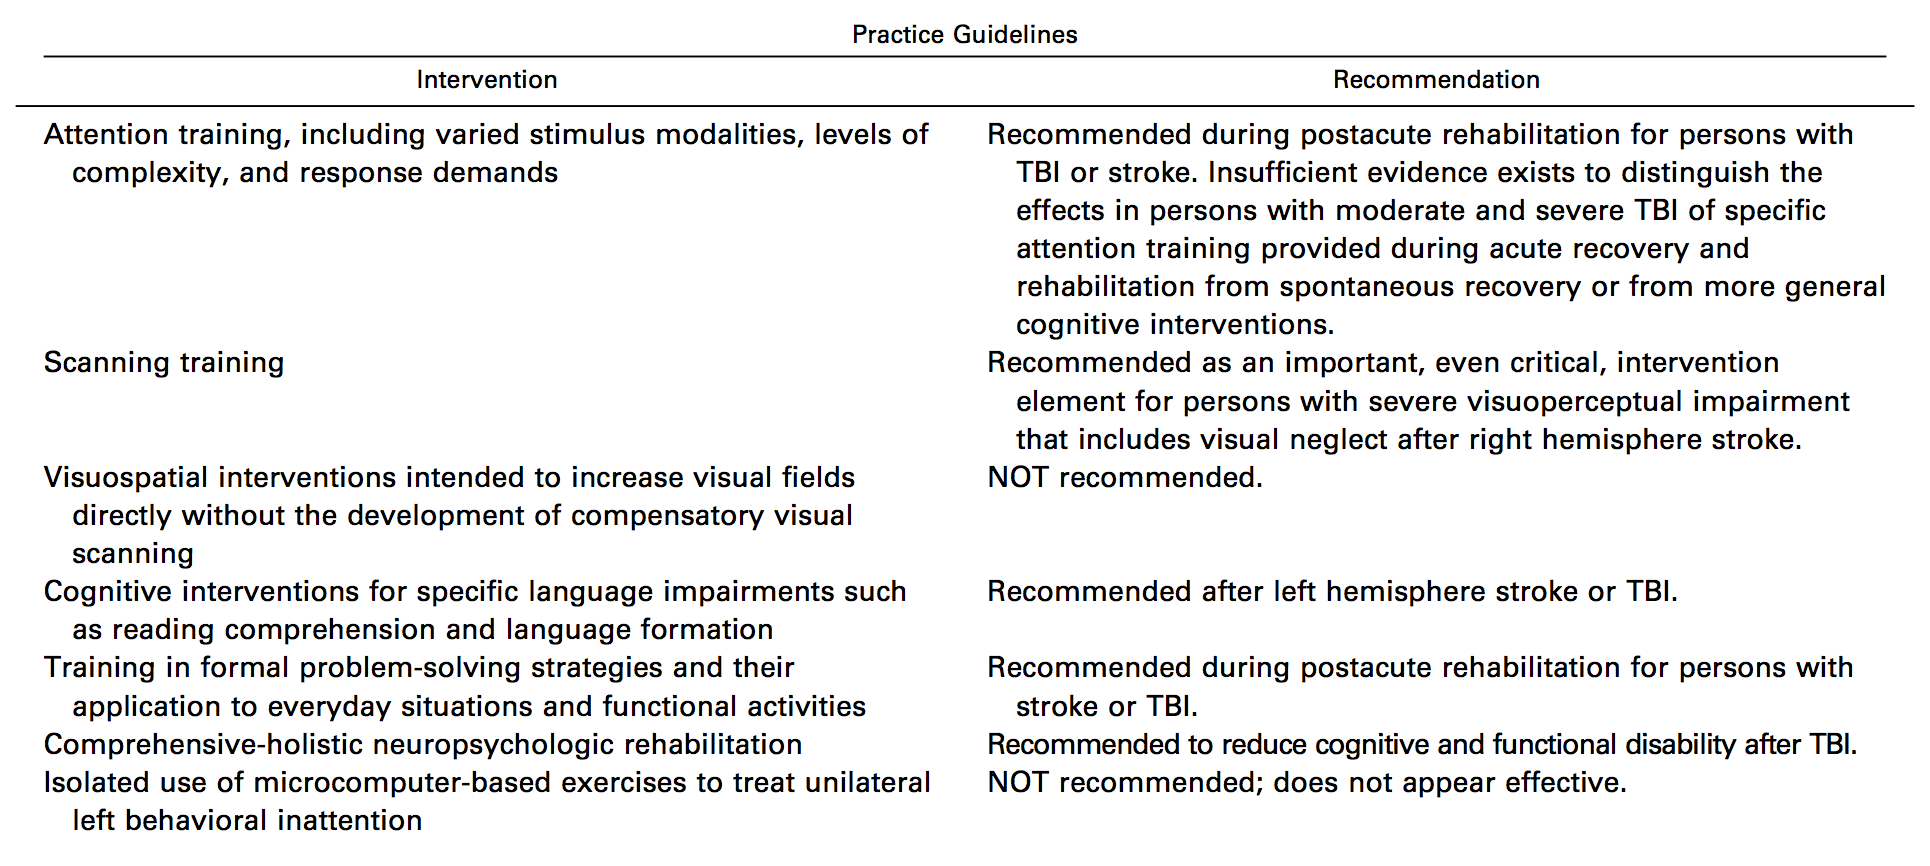 Practice Guidelines
Intervention
Recommendation
Attention training, including varied stimulus modalities, levels of
complexity, and response demands
Recommended during postacute rehabilitation for persons with
TBI or stroke. Insufficient evidence exists to distinguish the
effects in persons with moderate and severe TBI of specific
attention training provided during acute recovery and
rehabilitation from spontaneous recovery or from more general
cognitive interventions.
Scanning training
Recommended as an important, even critical, intervention
element for persons with severe visuoperceptual impairment
that includes visual neglect after right hemisphere stroke.
Visuospatial interventions intended to increase visual fields
directly without the development of compensatory visual
scanning
NOT recommended.
Cognitive interventions for specific language impairments such
as reading comprehension and language formation
Recommended after left hemisphere stroke or TBI.
Training in formal problem-solving strategies and their
application to everyday situations and functional activities
Recommended during postacute rehabilitation for persons with
stroke or TBI.
Comprehensive-holistic neuropsychologic rehabilitation
Recommended to reduce cognitive and functional disability after TBI.
Isolated use of microcomputer-based exercises to treat unilateral
left behavioral inattention
NOT recommended; does not appear effective.